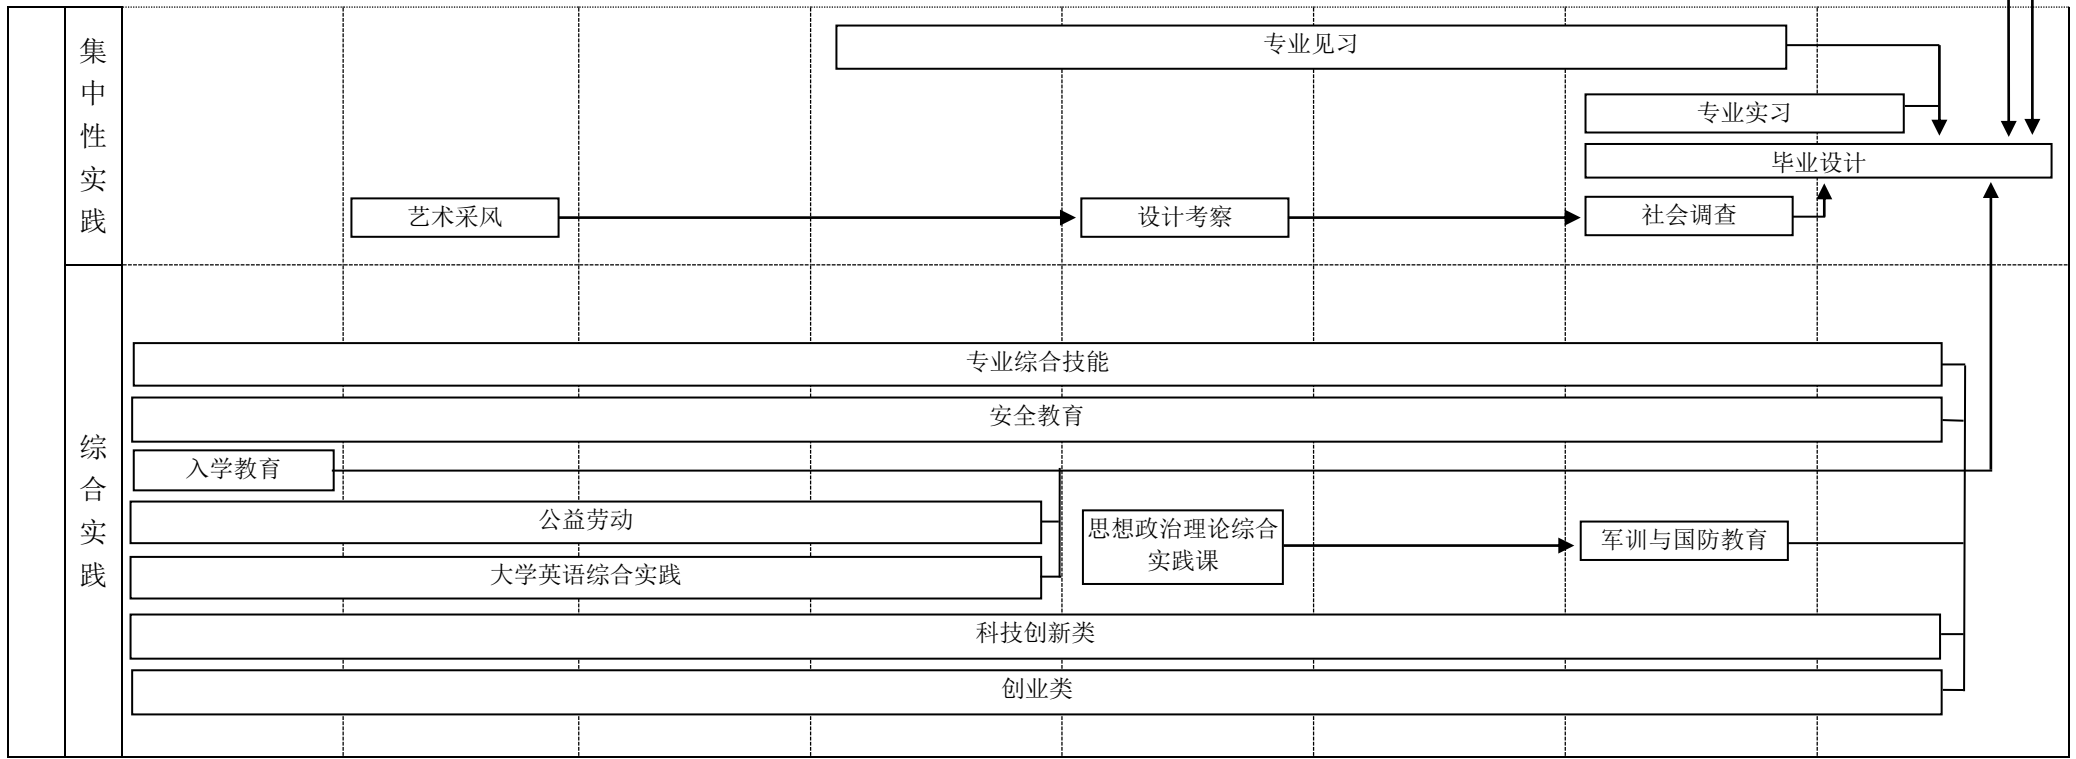 集中性实践
专业见习
专业实习
毕业设计
艺术采风
设计考察
社会调查
综合实践
专业综合技能
安全教育
入学教育
公益劳动
思想政治理论综合
实践课
军训与国防教育
大学英语综合实践
科技创新类
创业类